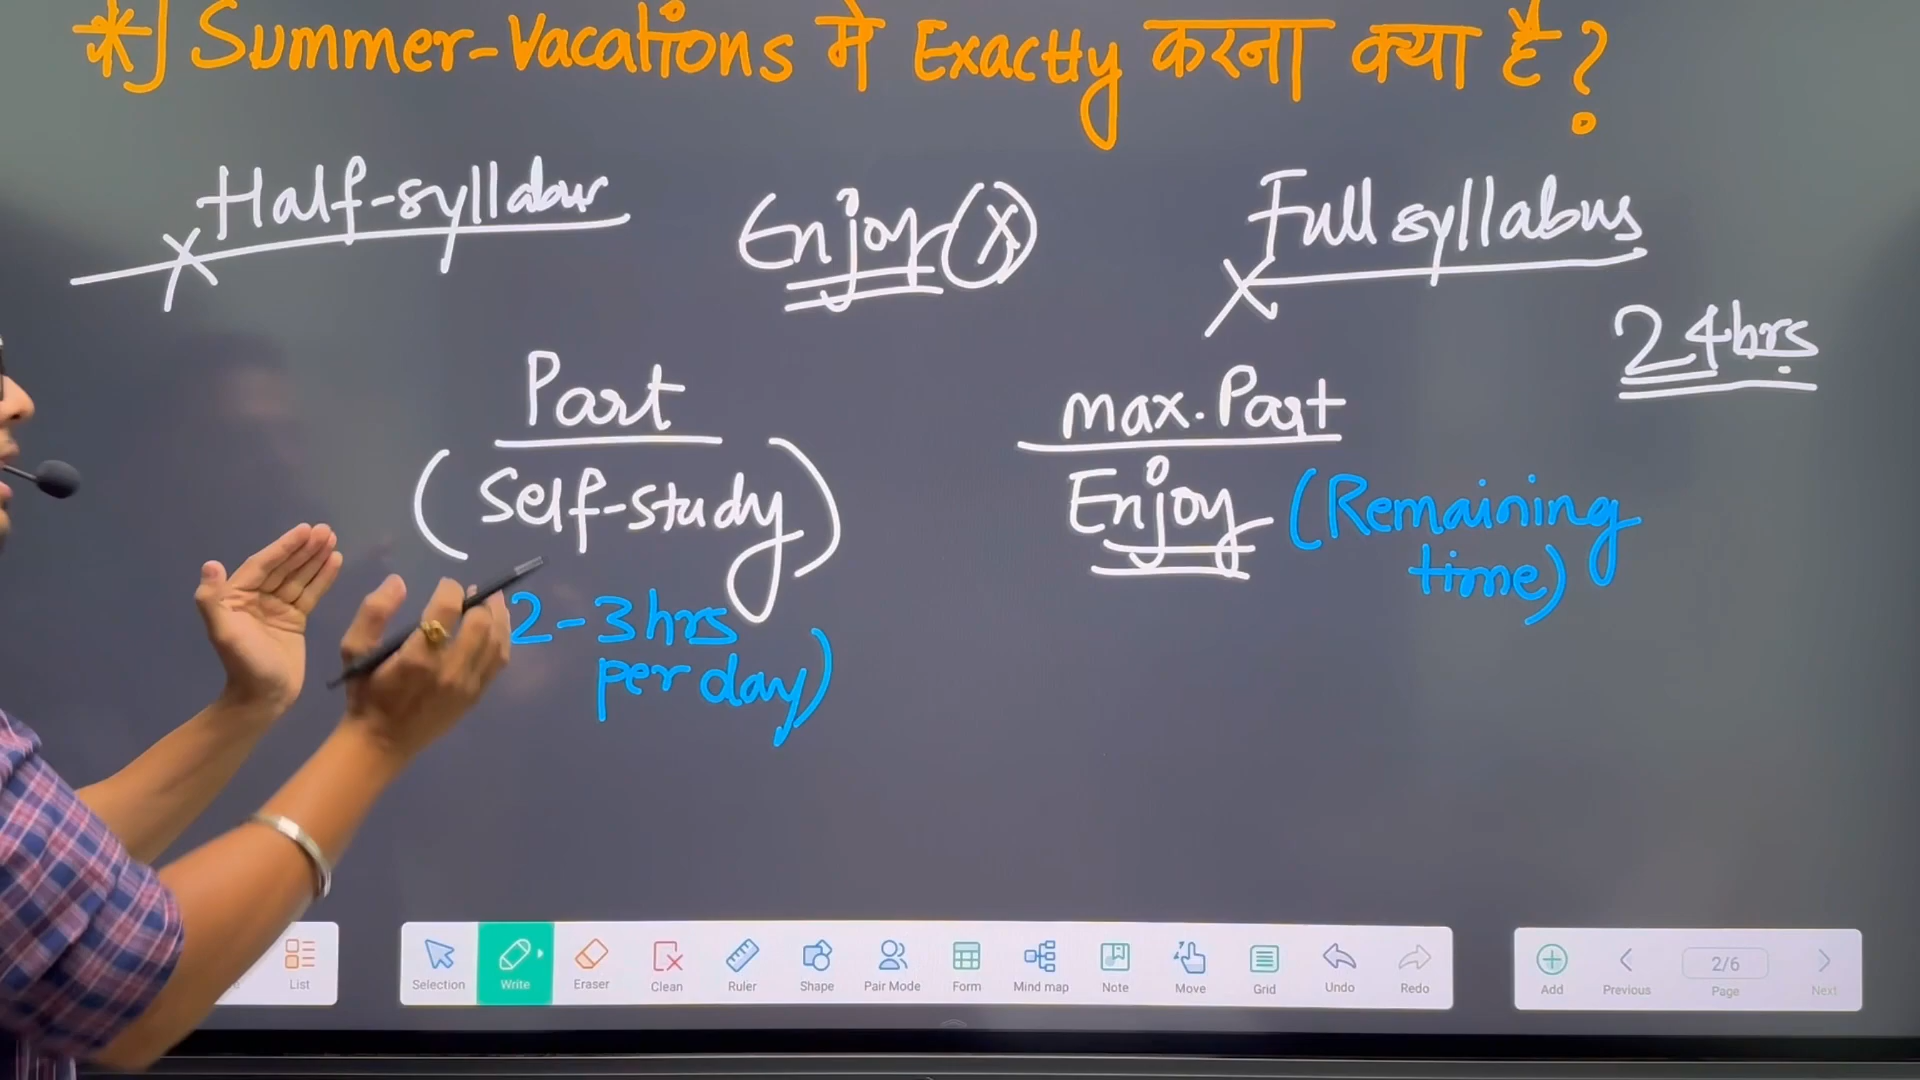 *] Summer-Vacations मे Exactly करना क्या है?
Half-syllabus Enjoy (X) Full syllabus
24hrs
Part max. Part
(Self-study) Enjoy (Remaining time)
2-3 hrs
per day)
List Selection Write Eraser Clean Ruler Shape Pair Mode Form Mind map Note Move Grid Undo Redo Add Previous 2/6 Page Next